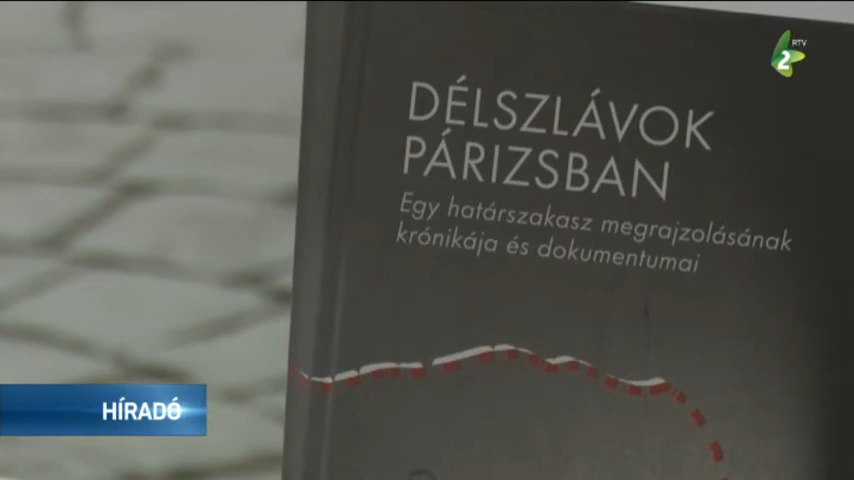 RTV
2
DÉLSZLÁVOK
PÁRIZSBAN
Egy határszakasz megrajzolásának
krónikája és dokumentumai
HÍRADÓ